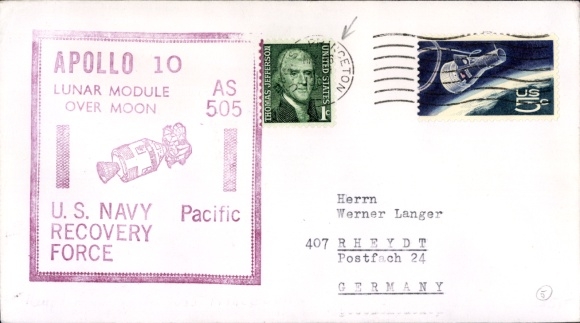 APOLLO 10
LUNAR MODULE
OVER MOON
AS
505
U.S. NAVY
RECOVERY
FORCE
Pacific
THOMAS JEFFERSON
UNITED STATES
1c
NCETON
US
5c
Herrn
Werner Langer
407 RHEYDT
Postfach 24
GERMANY